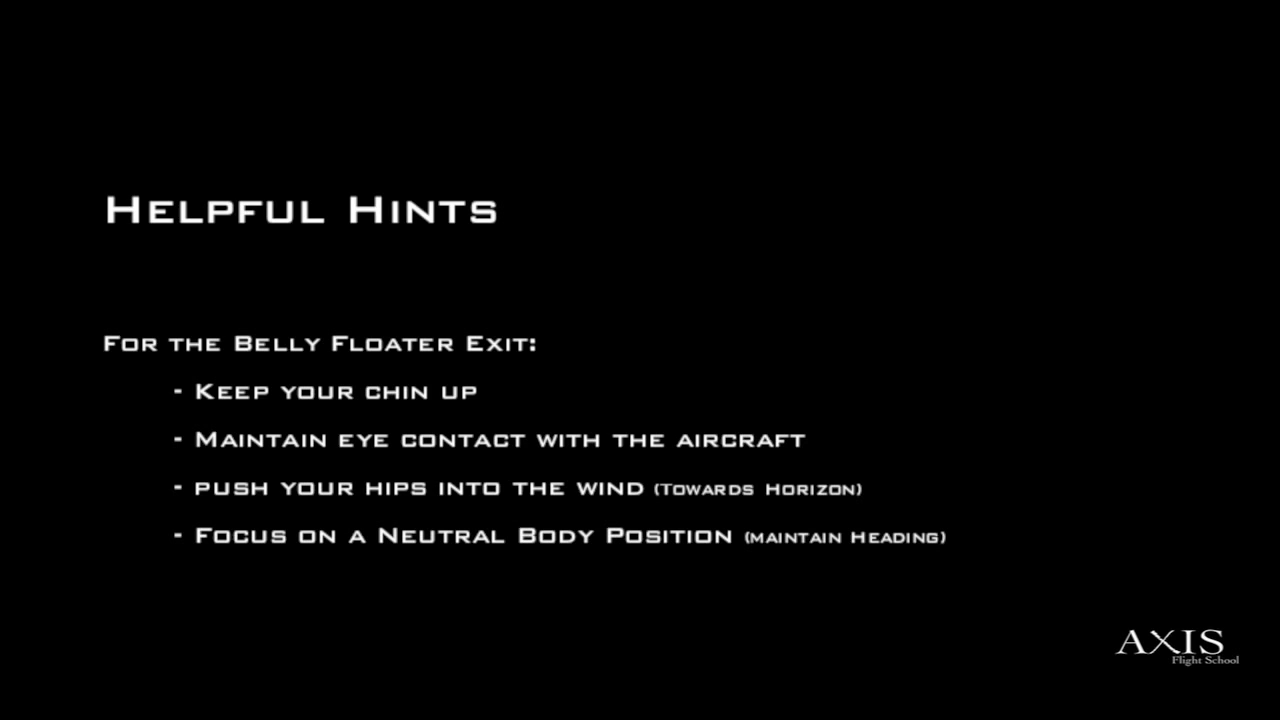 Helpful Hints
For the Belly Floater Exit:
- Keep your chin up
- Maintain eye contact with the aircraft
- push your hips into the wind (Towards Horizon)
- Focus on a Neutral Body Position (maintain Heading)
AXIS
Flight School